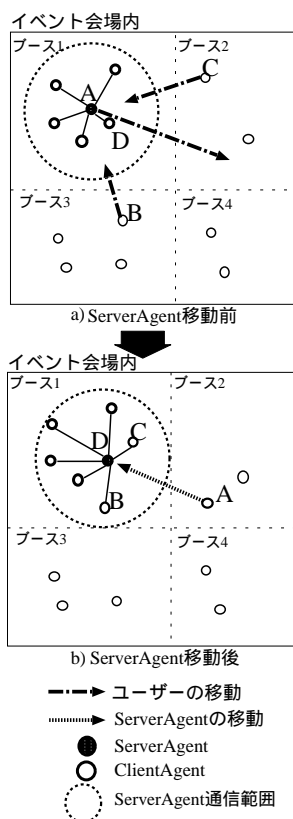 イベント会場内
ブース1
ブース2
C
A
D
B
ブース3
ブース4
a) ServerAgent移動前
イベント会場内
ブース1
ブース2
D
C
A
B
ブース3
ブース4
b) ServerAgent移動後
ユーザーの移動
ServerAgentの移動
ServerAgent
ClientAgent
ServerAgent通信範囲